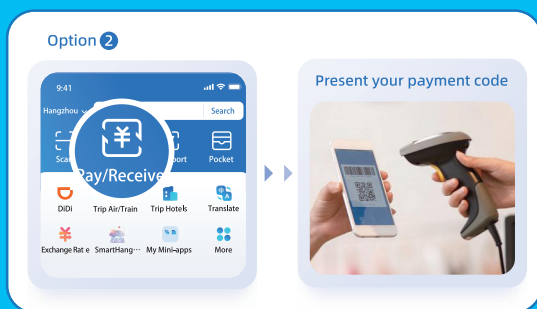 Option 2
9:41
Hangzhou
Search
Scan
Pay/Receive
port
Pocket
DiDi
Trip Air/Train
Trip Hotels
Translate
Exchange Rat e
SmartHang···
My Mini-apps
More
Present your payment code